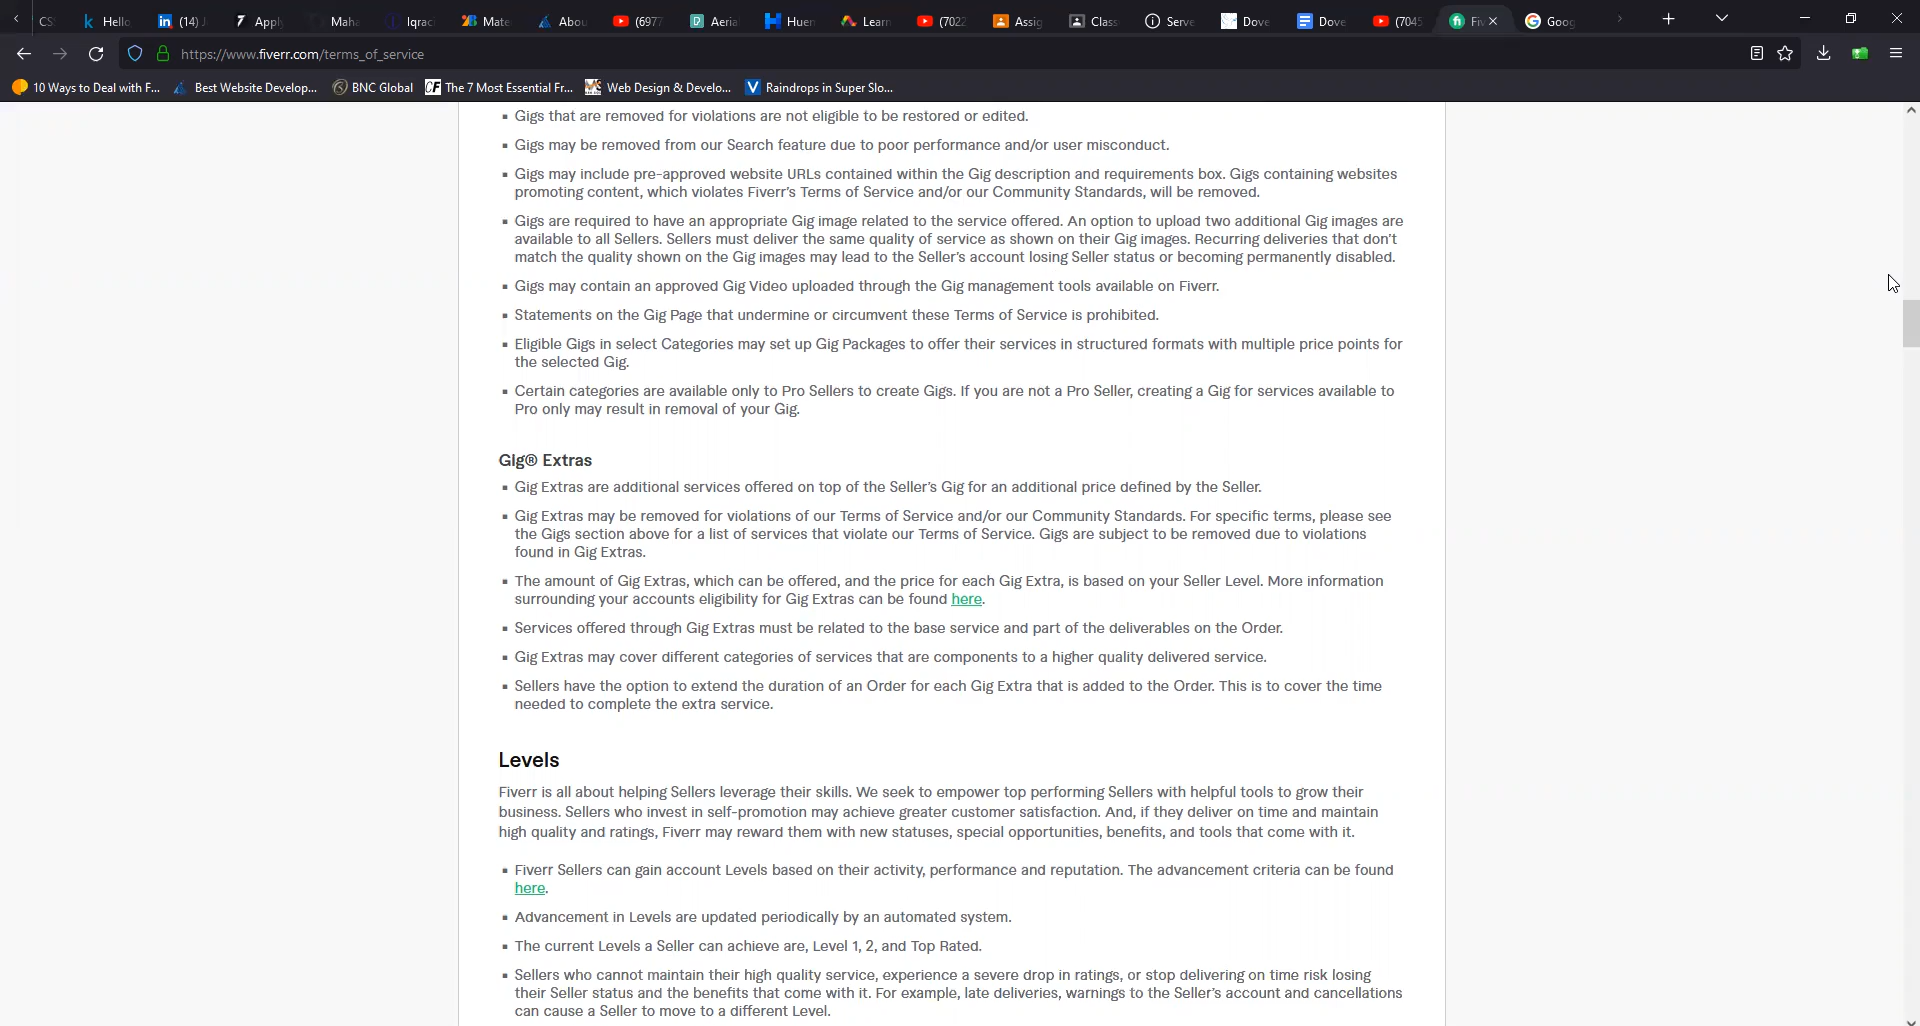 CS
Hello
(14)
Apply
Maha
Iqrac
Mate
Abou
(6977
Aeria
Huen
Learn
(7022
Assig
Class
Serve
Dove
Dove
(7045
Fiv
Goog
https://www.fiverr.com/terms_of_service
10 Ways to Deal with F...
Best Website Develop...
BNC Global
The 7 Most Essential Fr...
Web Design & Develo...
Raindrops in Super Slo...
▪ Gigs that are removed for violations are not eligible to be restored or edited.
▪ Gigs may be removed from our Search feature due to poor performance and/or user misconduct.
▪ Gigs may include pre-approved website URLs contained within the Gig description and requirements box. Gigs containing websites
promoting content, which violates Fiverr's Terms of Service and/or our Community Standards, will be removed.
▪ Gigs are required to have an appropriate Gig image related to the service offered. An option to upload two additional Gig images are
available to all Sellers. Sellers must deliver the same quality of service as shown on their Gig images. Recurring deliveries that don't
match the quality shown on the Gig images may lead to the Seller's account losing Seller status or becoming permanently disabled.
▪ Gigs may contain an approved Gig Video uploaded through the Gig management tools available on Fiverr.
▪ Statements on the Gig Page that undermine or circumvent these Terms of Service is prohibited.
▪ Eligible Gigs in select Categories may set up Gig Packages to offer their services in structured formats with multiple price points for
the selected Gig.
▪ Certain categories are available only to Pro Sellers to create Gigs. If you are not a Pro Seller, creating a Gig for services available to
Pro only may result in removal of your Gig.
Gig® Extras
▪ Gig Extras are additional services offered on top of the Seller's Gig for an additional price defined by the Seller.
▪ Gig Extras may be removed for violations of our Terms of Service and/or our Community Standards. For specific terms, please see
the Gigs section above for a list of services that violate our Terms of Service. Gigs are subject to be removed due to violations
found in Gig Extras.
▪ The amount of Gig Extras, which can be offered, and the price for each Gig Extra, is based on your Seller Level. More information
surrounding your accounts eligibility for Gig Extras can be found here.
▪ Services offered through Gig Extras must be related to the base service and part of the deliverables on the Order.
▪ Gig Extras may cover different categories of services that are components to a higher quality delivered service.
▪ Sellers have the option to extend the duration of an Order for each Gig Extra that is added to the Order. This is to cover the time
needed to complete the extra service.
Levels
Fiverr is all about helping Sellers leverage their skills. We seek to empower top performing Sellers with helpful tools to grow their
business. Sellers who invest in self-promotion may achieve greater customer satisfaction. And, if they deliver on time and maintain
high quality and ratings, Fiverr may reward them with new statuses, special opportunities, benefits, and tools that come with it.
▪ Fiverr Sellers can gain account Levels based on their activity, performance and reputation. The advancement criteria can be found
here.
▪ Advancement in Levels are updated periodically by an automated system.
▪ The current Levels a Seller can achieve are, Level 1, 2, and Top Rated.
▪ Sellers who cannot maintain their high quality service, experience a severe drop in ratings, or stop delivering on time risk losing
their Seller status and the benefits that come with it. For example, late deliveries, warnings to the Seller's account and cancellations
can cause a Seller to move to a different Level.